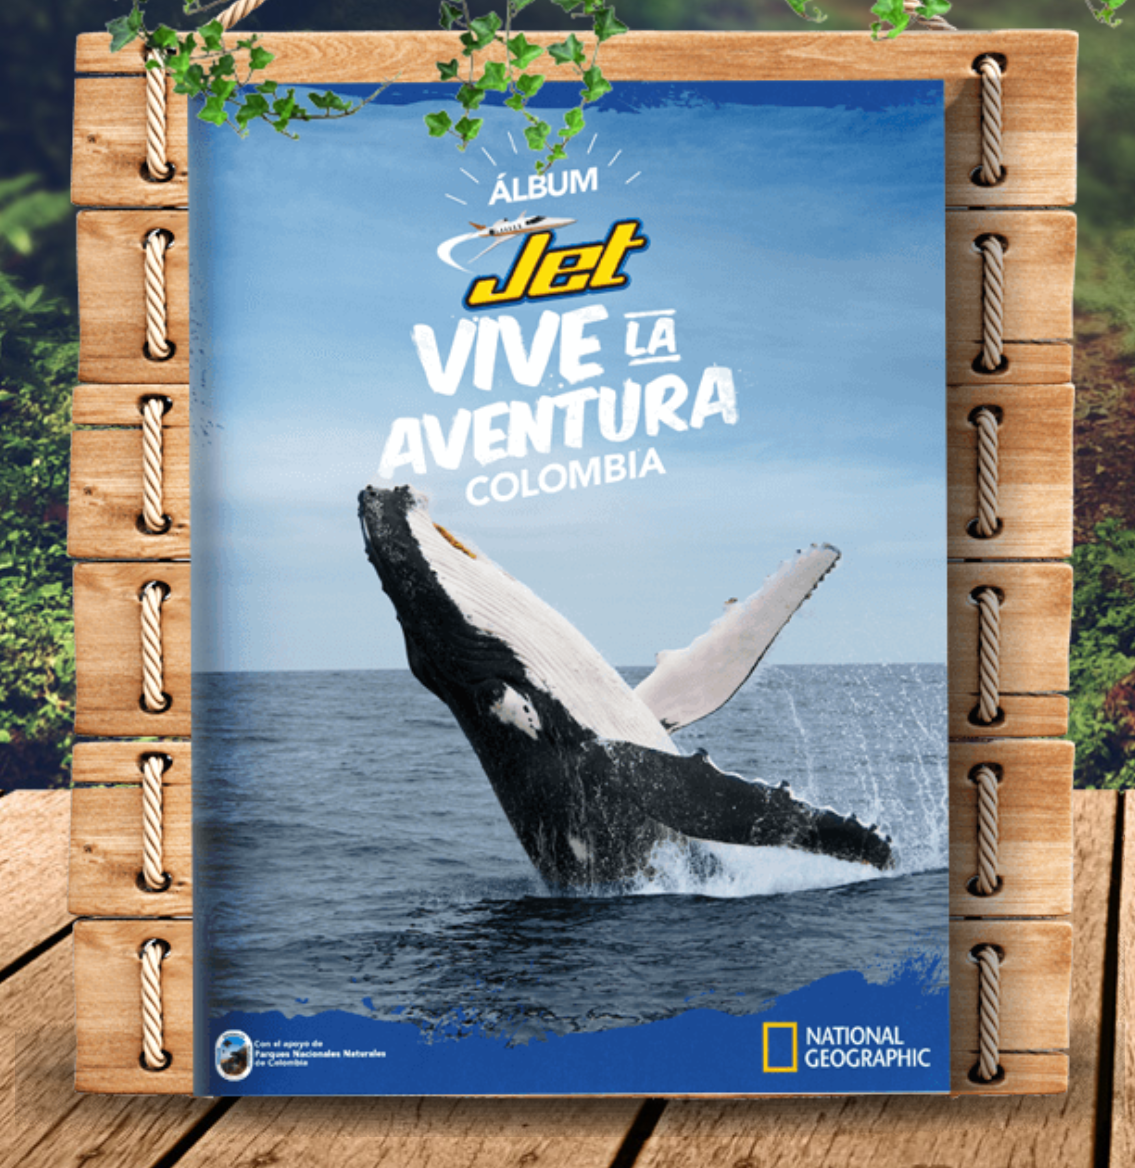 ÁLBUM
Jet
VIVE LA
AVENTURA
COLOMBIA
Con el apoyo de
Parques Nacionales Naturales
de Colombia
NATIONAL
GEOGRAPHIC